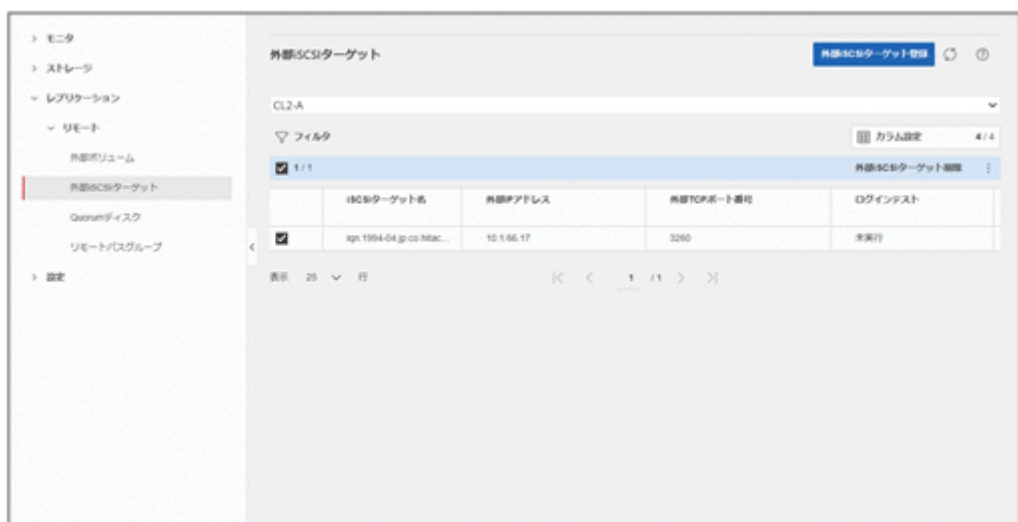 モニタ
ストレージ
レプリケーション
リモート
外部ボリューム
外部iSCSIターゲット
Quorumディスク
リモートパスグループ
設定
外部iSCSIターゲット
外部iSCSIターゲット登録
CL2-A
フィルタ
カラム設定 4 / 4
1 / 1
外部iSCSIターゲット削除
iSCSIターゲット名 外部IPアドレス 外部TCPポート番号 ログインテスト
iqn.1994-04.jp.co.hitac... 10.1.66.17 3260 未実行
表示 25 行 1 / 1